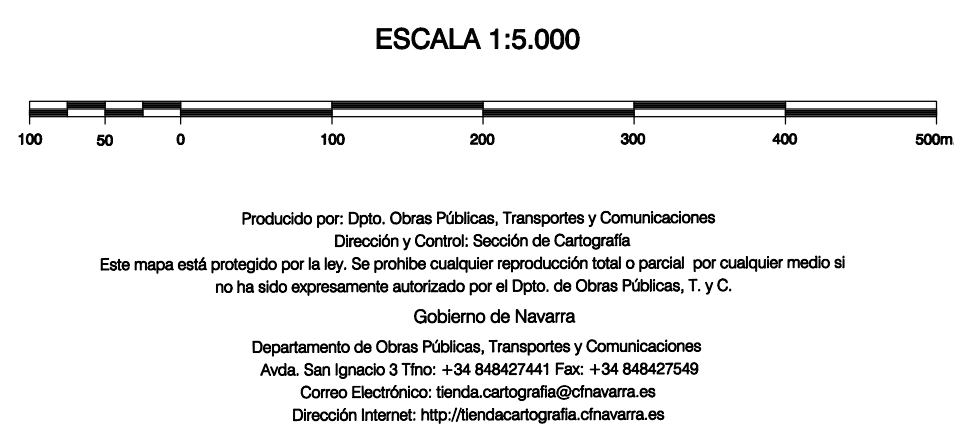 ESCALA 1:5.000
100 50 0 100 200 300 400 500m.
Producido por: Dpto. Obras Públicas, Transportes y Comunicaciones
Dirección y Control: Sección de Cartografía
Este mapa está protegido por la ley. Se prohibe cualquier reproducción total o parcial por cualquier medio si
no ha sido expresamente autorizado por el Dpto. de Obras Públicas, T. y C.
Gobierno de Navarra
Departamento de Obras Públicas, Transportes y Comunicaciones
Avda. San Ignacio 3 Tfno: +34 848427441 Fax: +34 848427549
Correo Electrónico: tienda.cartografia@cfnavarra.es
Dirección Internet: http://tiendacartografia.cfnavarra.es